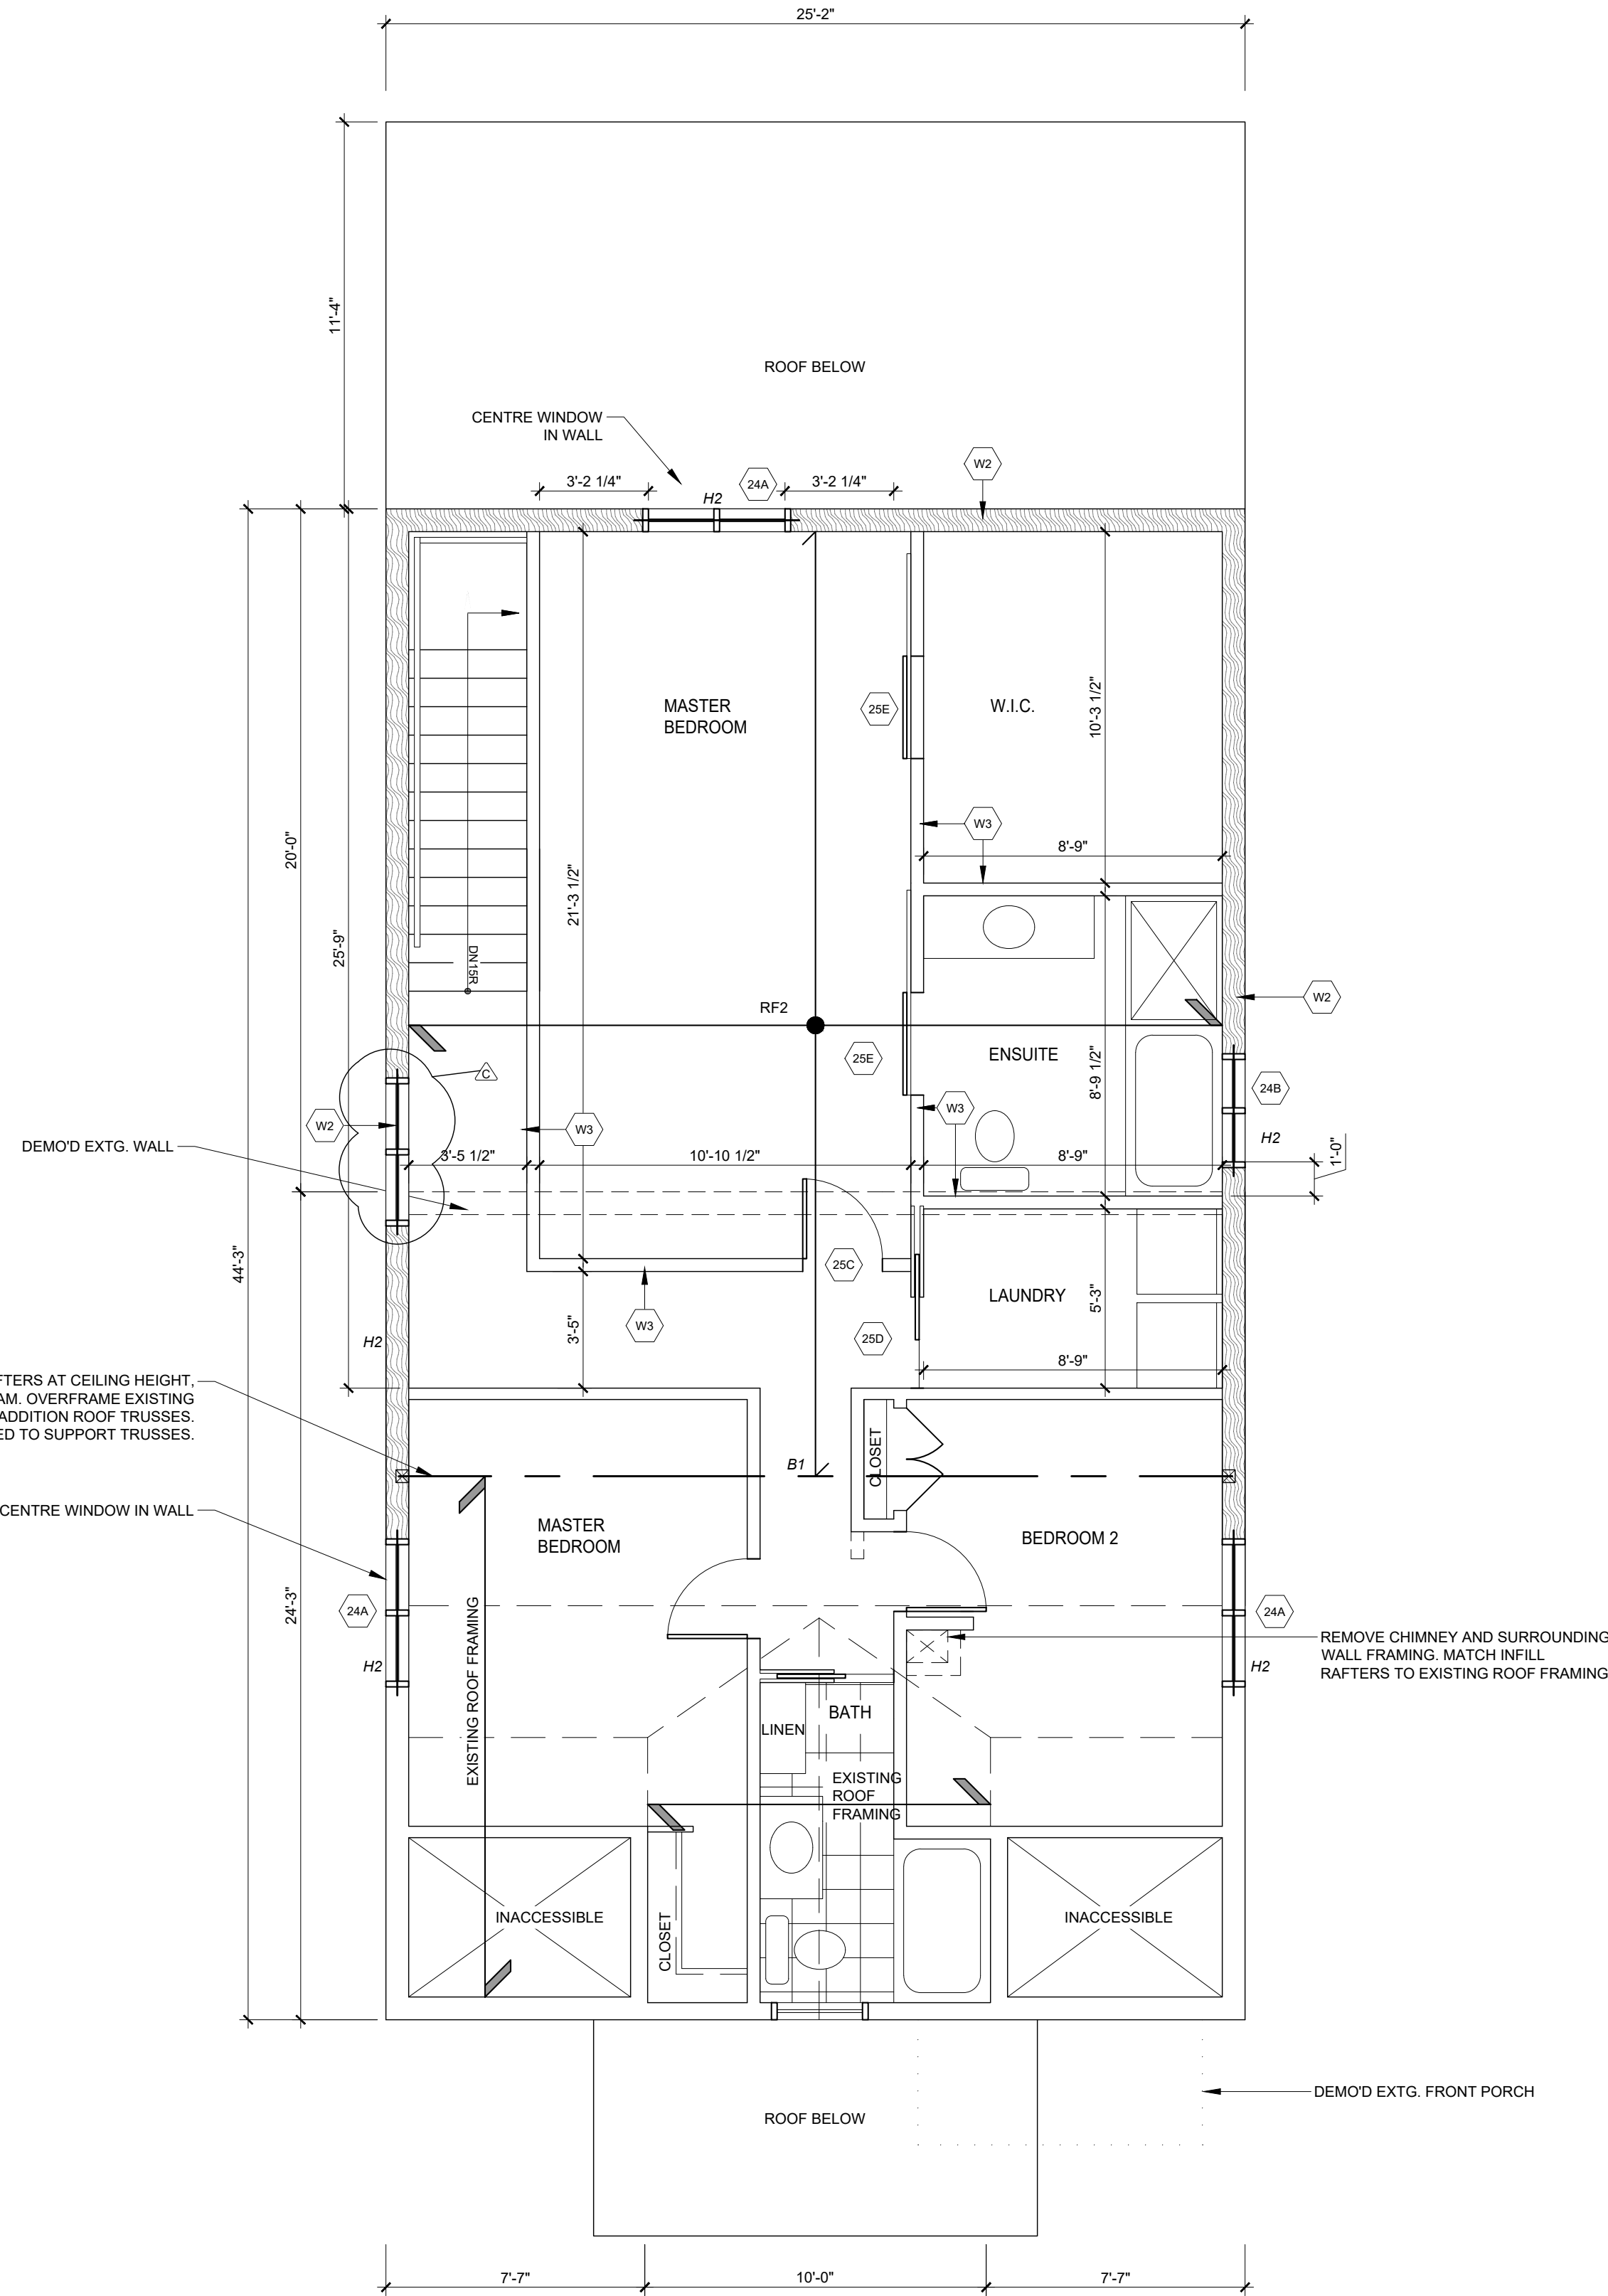 25'-2"
11'-4"
ROOF BELOW
CENTRE WINDOW
IN WALL
3'-2 1/4"
H2
24A
3'-2 1/4"
W2
MASTER
BEDROOM
25E
W.I.C.
10'-3 1/2"
W3
8'-9"
20'-0"
25'-9"
21'-3 1/2"
DN15R
RF2
25E
ENSUITE
8'-9 1/2"
W2
24B
H2
1'-0"
C
W2
W3
W3
DEMO'D EXTG. WALL
3'-5 1/2"
10'-10 1/2"
8'-9"
44'-3"
25C
LAUNDRY
5'-3"
W3
3'-5"
25D
H2
8'-9"
FTERS AT CEILING HEIGHT,
AM. OVERFRAME EXISTING
ADDITION ROOF TRUSSES.
ED TO SUPPORT TRUSSES.
CLOSET
B1
CENTRE WINDOW IN WALL
MASTER
BEDROOM
BEDROOM 2
24A
24A
24'-3"
EXISTING ROOF FRAMING
H2
H2
REMOVE CHIMNEY AND SURROUNDING
WALL FRAMING. MATCH INFILL
RAFTERS TO EXISTING ROOF FRAMING
LINEN
BATH
EXISTING
ROOF
FRAMING
INACCESSIBLE
CLOSET
INACCESSIBLE
DEMO'D EXTG. FRONT PORCH
ROOF BELOW
7'-7"
10'-0"
7'-7"